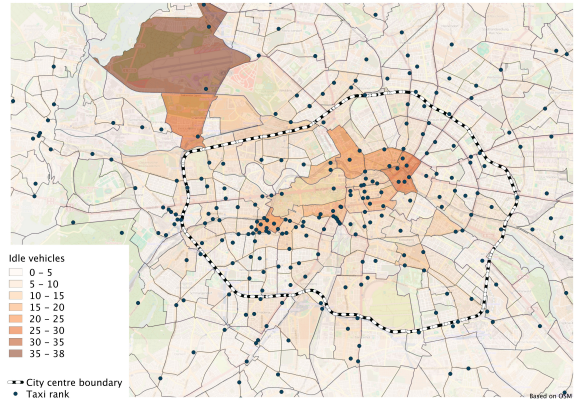 Idle vehicles
0 - 5
5 - 10
10 - 15
15 - 20
20 - 25
25 - 30
30 - 35
35 - 38
City centre boundary
Taxi rank
Based on OSM